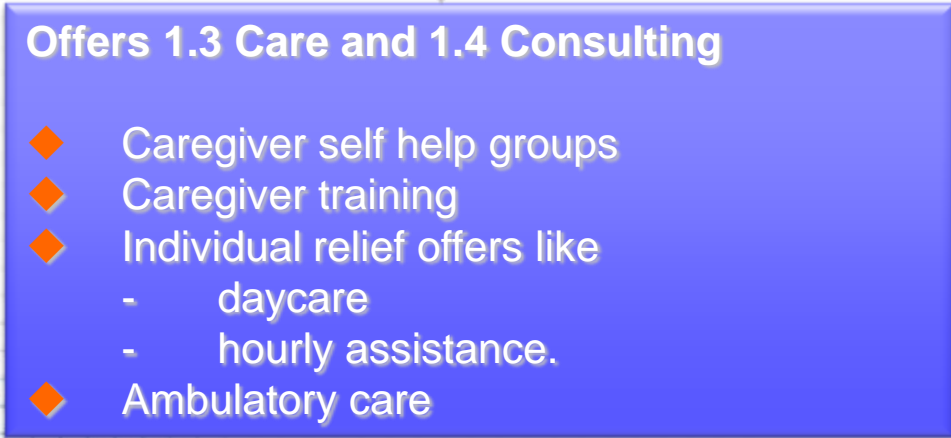 Offers 1.3 Care and 1.4 Consulting
Caregiver self help groups
Caregiver training
Individual relief offers like
- daycare
- hourly assistance.
Ambulatory care